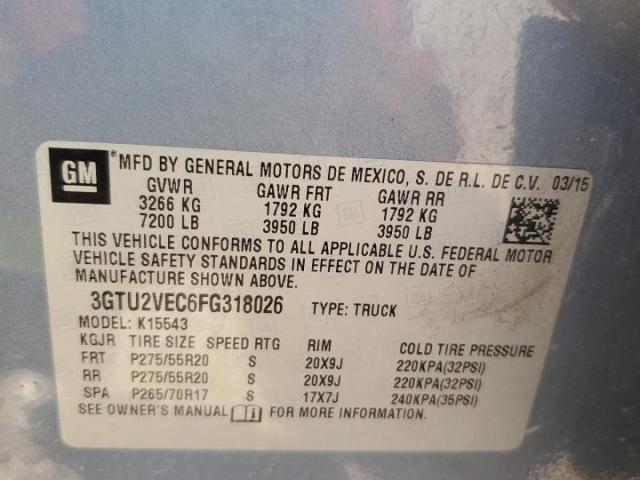 GM *MFD BY GENERAL MOTORS DE MEXICO, S. DE R.L. DE C.V. 03/15
GVWR GAWR FRT GAWR RR
3266 KG 1792 KG 1792 KG
7200 LB 3950 LB 3950 LB
THIS VEHICLE CONFORMS TO ALL APPLICABLE U.S. FEDERAL MOTOR
VEHICLE SAFETY STANDARDS IN EFFECT ON THE DATE OF
MANUFACTURE SHOWN ABOVE.
3GTU2VEC6FG318026 TYPE: TRUCK
MODEL: K15543
KGJR TIRE SIZE SPEED RTG RIM COLD TIRE PRESSURE
FRT P275/55R20 S 20X9J 220KPA(32PSI)
RR P275/55R20 S 20X9J 220KPA(32PSI)
SPA P265/70R17 S 17X7J 240KPA(35PSI)
SEE OWNER'S MANUAL FOR MORE INFORMATION.